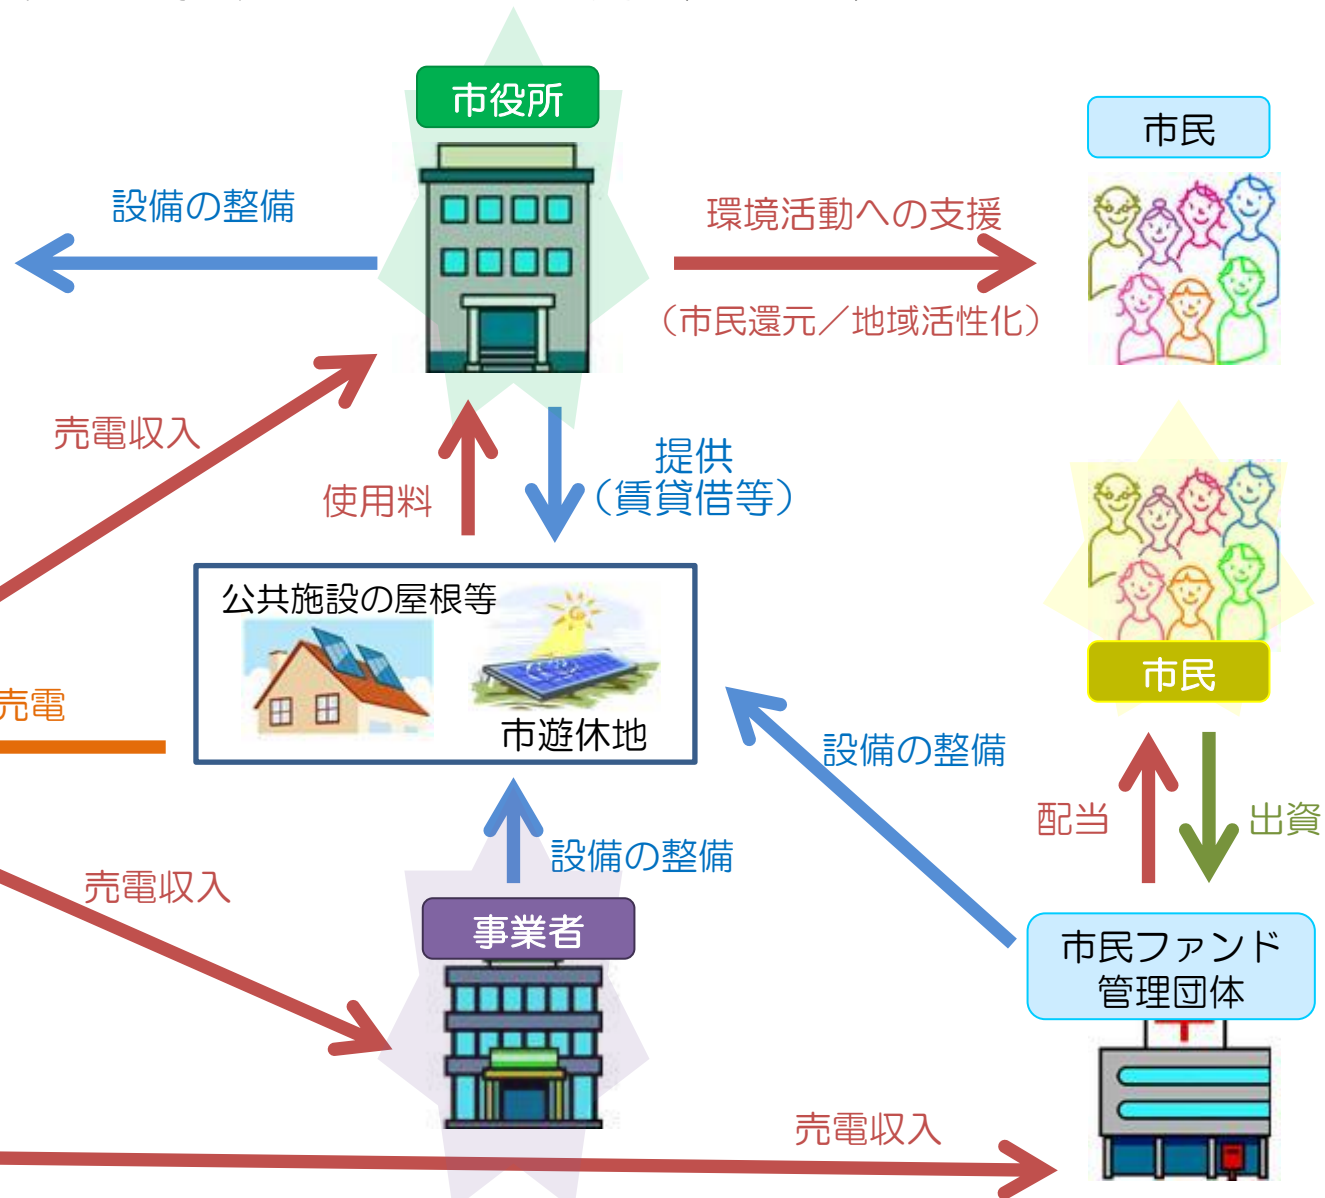 市役所
市民
設備の整備
環境活動への支援
（市民還元／地域活性化）
売電収入
使用料
提供
（賃貸借等）
公共施設の屋根等
市遊休地
市民
売電
設備の整備
配当
出資
設備の整備
売電収入
事業者
市民ファンド
管理団体
売電収入